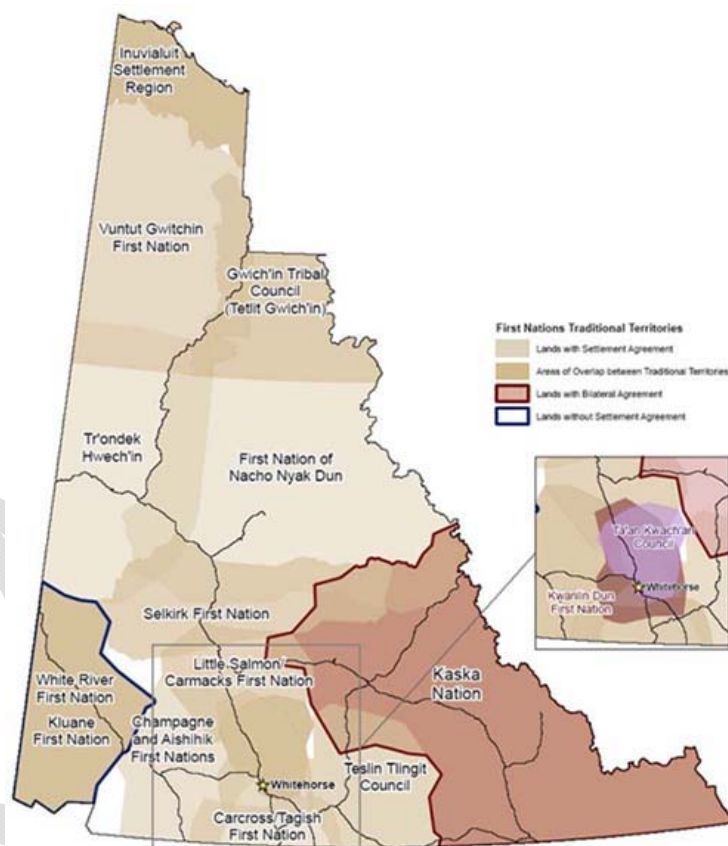 Inuvialuit
Settlement
Region
Vuntut Gwitchin
First Nation
Gwich'in Tribal
Council
(Tetlit Gwich'in)
First Nations Traditional Territories
Lands with Settlement Agreement
Areas of Overlap between Traditional Territories
Lands with Bilateral Agreement
Lands without Settlement Agreement
Tr'ondek
Hwech'in
First Nation of
Nacho Nyak Dun
Ta'an Kwach'an
Council
Whitehorse
Kwanlin Dun
First Nation
Selkirk First Nation
Little Salmon/
Carmacks First Nation
Kaska
Nation
White River
First Nation
Kluane
First Nation
Champagne
and Aishihik
First Nations
Teslin Tlingit
Council
Whitehorse
Carcross/Tagish
First Nation